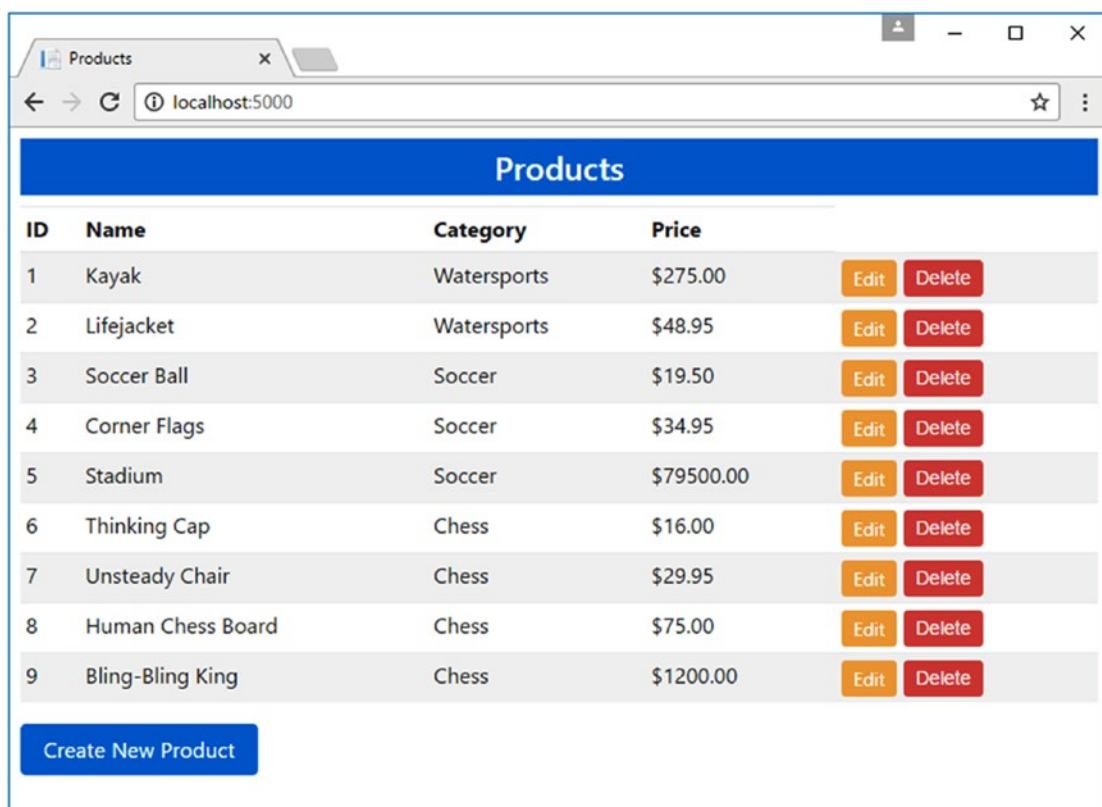 Products
localhost:5000
Products
ID Name Category Price
1 Kayak Watersports $275.00 Edit Delete
2 Lifejacket Watersports $48.95 Edit Delete
3 Soccer Ball Soccer $19.50 Edit Delete
4 Corner Flags Soccer $34.95 Edit Delete
5 Stadium Soccer $79500.00 Edit Delete
6 Thinking Cap Chess $16.00 Edit Delete
7 Unsteady Chair Chess $29.95 Edit Delete
8 Human Chess Board Chess $75.00 Edit Delete
9 Bling-Bling King Chess $1200.00 Edit Delete
Create New Product